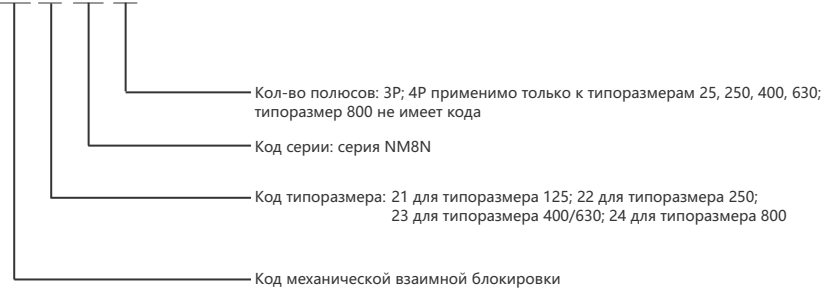 Кол-во полюсов: 3P; 4P применимо только к типоразмерам 25, 250, 400, 630;
типоразмер 800 не имеет кода
Код серии: серия NM8N
Код типоразмера: 21 для типоразмера 125; 22 для типоразмера 250;
23 для типоразмера 400/630; 24 для типоразмера 800
Код механической взаимной блокировки